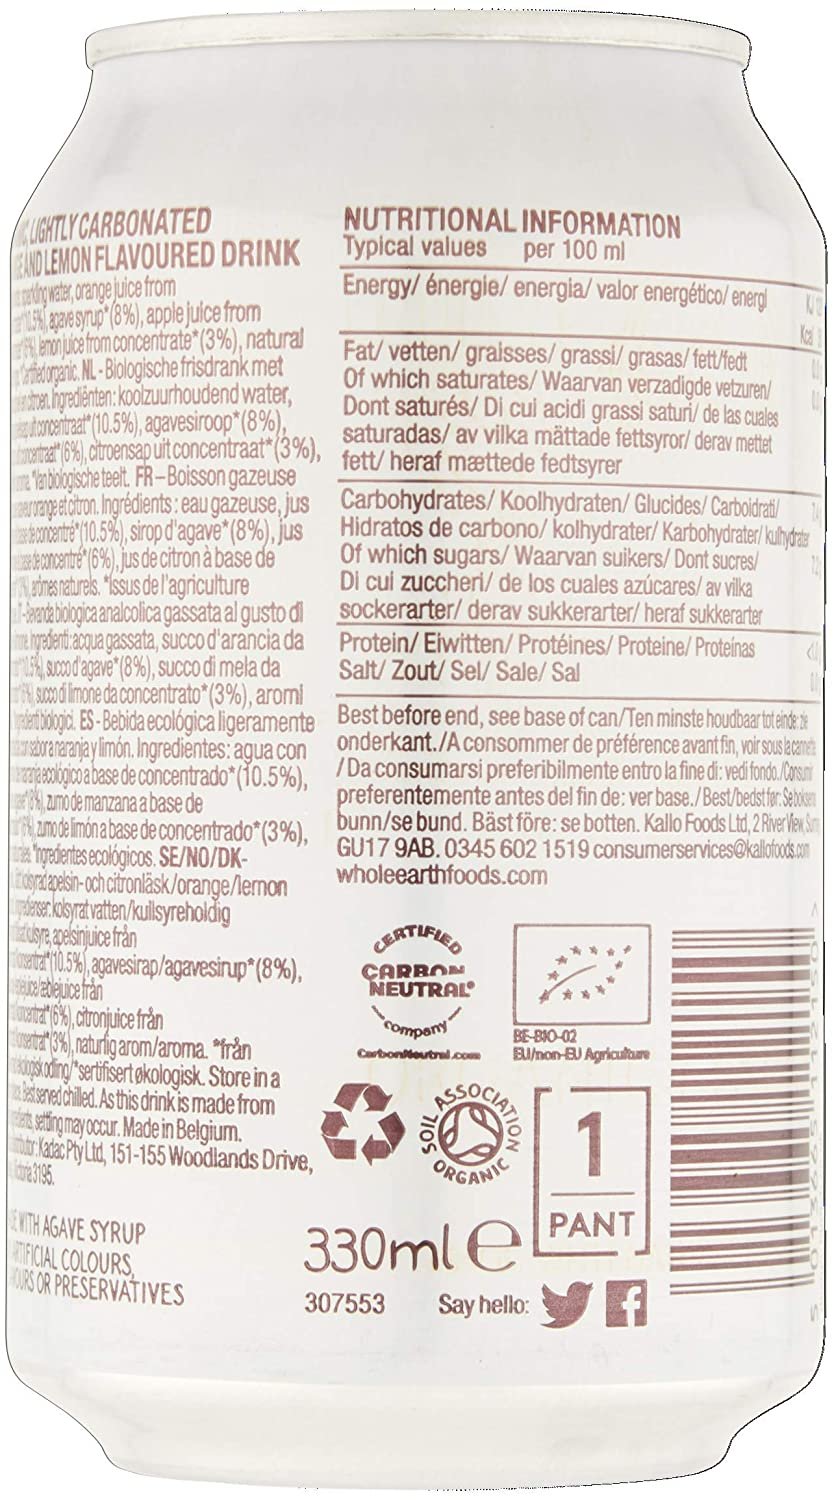 LIGHTLY CARBONATED
AND LEMON FLAVOURED DRINK
sparkling water, orange juice from
(10.5%), agave syrup*(8%), apple juice from
lemon juice from concentrate*(3%), natural
*Certified organic. NL - Biologische frisdrank met
citroen. Ingrediënten: koolzuurhoudend water,
uit concentraat*(10.5%), agavesiroop*(8%),
concentraat*(6%), citroensap uit concentraat*(3%),
*Van biologische teelt. FR – Boisson gazeuse
saveur orange et citron. Ingrédients: eau gazeuse, jus
base de concentré*(10.5%), sirop d'agave*(8%), jus
base de concentré*(6%), jus de citron à base de
arômes naturels. *Issus de l'agriculture
IT - Bevanda biologica analcolica gassata al gusto di
Ingredienti: acqua gassata, succo d'arancia da
succo d'agave*(8%), succo di mela da
succo di limone da concentrato*(3%), aromi
Ingredienti biologici. ES - Bebida ecológica ligeramente
con sabor a naranja y limón. Ingredientes: agua con
naranja ecológico a base de concentrado*(10.5%),
zumo de manzana a base de
zumo de limón a base de concentrado*(3%),
*Ingredientes ecológicos. SE/NO/DK-
kolsyrad apelsin- och citronläsk/orange/lemon
kolsyrat vatten/kullsyreholdig
apelsinjuice från
(10.5%), agavesirap/agavesirup*(8%),
æblejuice från
(6%), citronjuice från
(3%), naturlig arom/aroma. *från
ekologisk odling/*sertifisert økologisk. Store in a
Best served chilled. As this drink is made from
settling may occur. Made in Belgium.
Kadac Pty Ltd, 151-155 Woodlands Drive,
Victoria 3195.
WITH AGAVE SYRUP
ARTIFICIAL COLOURS,
OR PRESERVATIVES
NUTRITIONAL INFORMATION
Typical values per 100 ml
Energy/ énergie/ energia/ valor energético/ energi KJ
Kcal
Fat/ vetten/ graisses/ grassi/ grasas/ fett/fedt
Of which saturates/ Waarvan verzadigde vetzuren/
Dont saturés/ Di cui acidi grassi saturi/ de las cuales
saturadas/ av vilka mättade fettsyror/ derav mettet
fett/ heraf mættede fedtsyrer
Carbohydrates/ Koolhydraten/ Glucides/ Carboidrati/
Hidratos de carbono/ kolhydrater/ Karbohydrater/ kulhydrater
Of which sugars/ Waarvan suikers/ Dont sucres/
Di cui zuccheri/ de los cuales azúcares/ av vilka
sockerarter/ derav sukkerarter/ heraf sukkerarter
Protein/ Eiwitten/ Protéines/ Proteine/ Proteínas
Salt/ Zout/ Sel/ Sale/ Sal
Best before end, see base of can/Ten minste houdbaar tot einde: zie
onderkant./A consommer de préférence avant fin, voir sous la cannette
/Da consumarsi preferibilmente entro la fine di: vedi fondo./Consumir
preferentemente antes del fin de: ver base./Best/bedst før: Se boksens
bunn/se bund. Bäst före: se botten. Kallo Foods Ltd, 2 River View, Surrey
GU17 9AB. 0345 602 1519 consumerservices@kallofoods.com
wholeearthfoods.com
CERTIFIED
CARBON
NEUTRAL®
company
CarbonNeutral.com
BE-BIO-02
EU/non-EU Agriculture
SOIL ASSOCIATION
ORGANIC
1
PANT
330ml e
307553
Say hello: